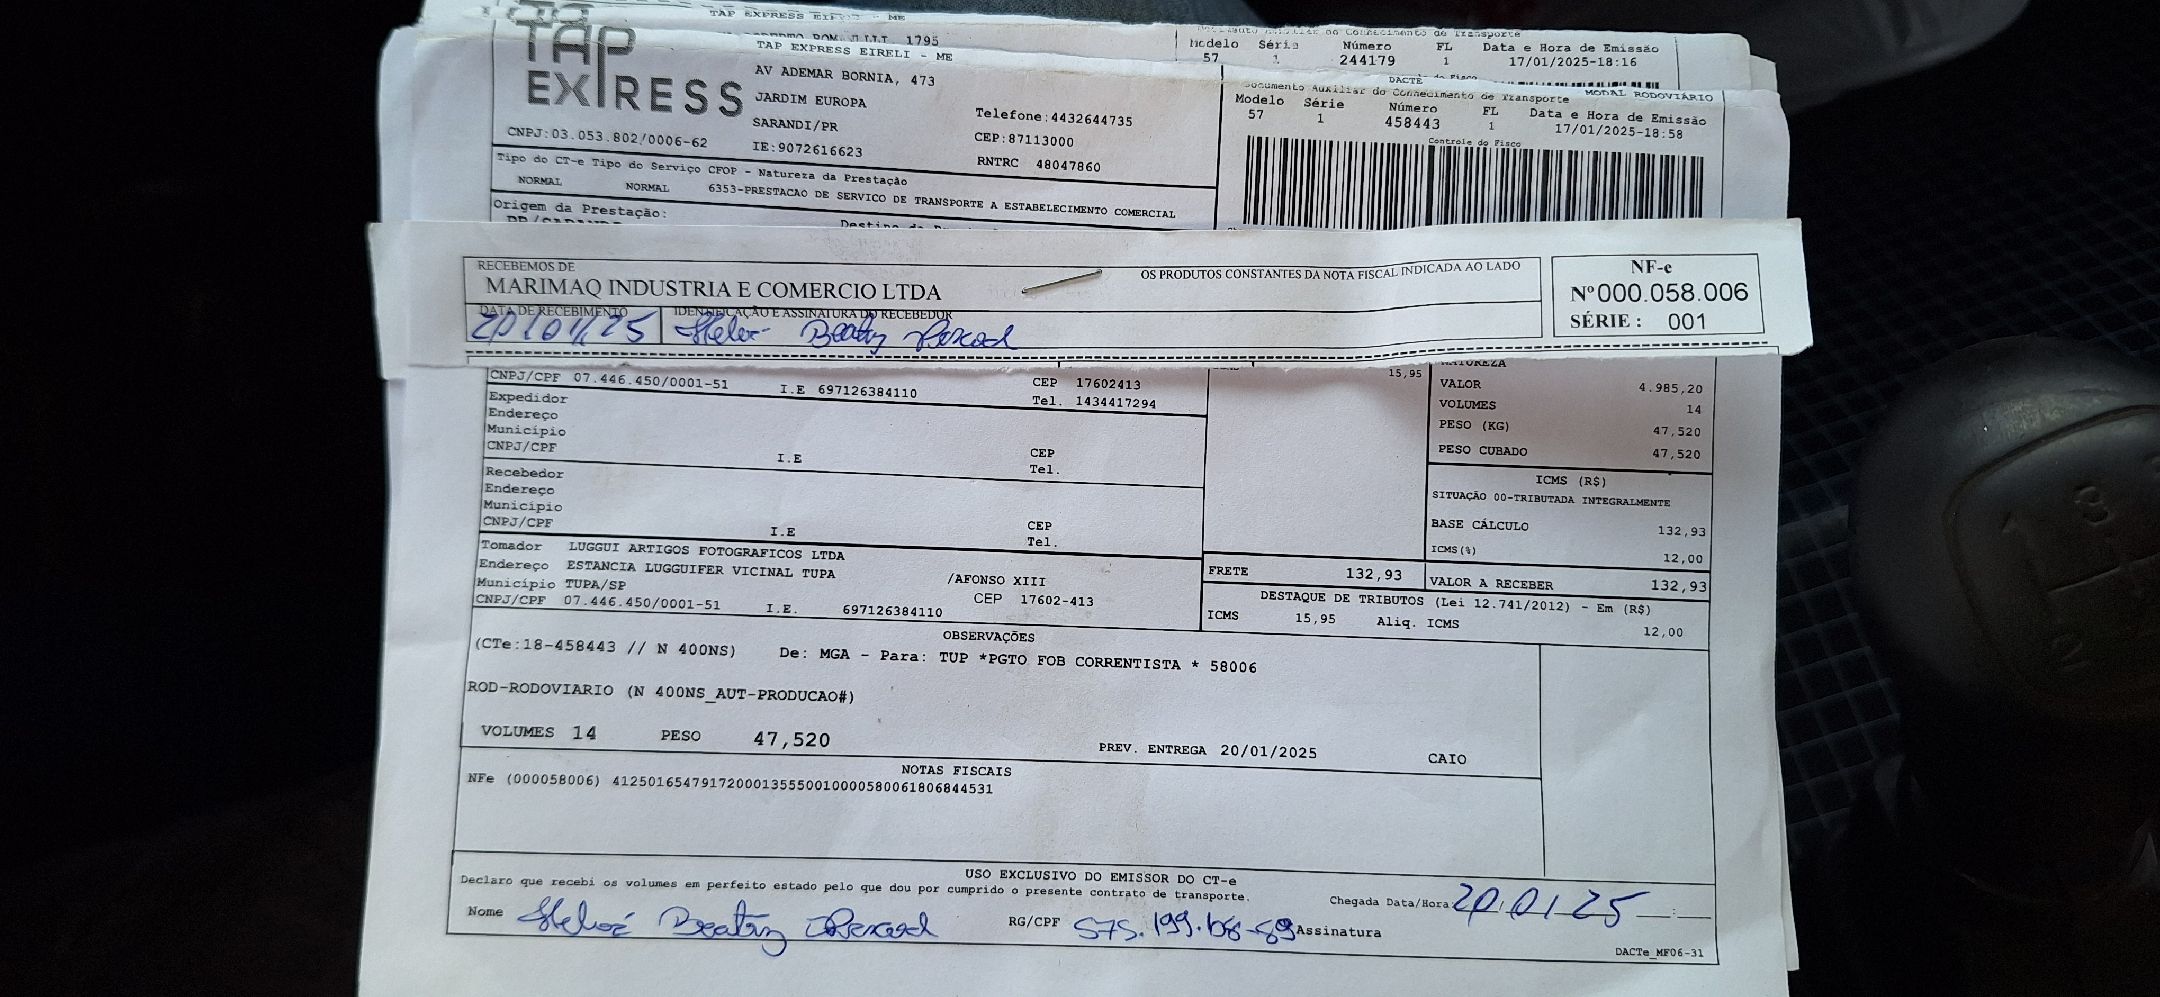 TAP EXPRESS EIRELI - ME
1795
Modelo Série Número FL Data e Hora de Emissão
57 1 244179 1 17/01/2025-18:16
TAP EXPRESS
TAP EXPRESS EIRELI - ME
AV ADEMAR BORNIA, 473
JARDIM EUROPA
SARANDI/PR
IE:9072616623
Telefone:4432644735
CEP:87113000
RNTRC 48047860
CNPJ:03.053.802/0006-62
DACTE
MODAL RODOVIÁRIO
Documento Auxiliar do Conhecimento de Transporte
Modelo Série Número FL Data e Hora de Emissão
57 1 458443 1 17/01/2025-18:58
Controle do Fisco
Tipo do CT-e Tipo do Serviço CFOP - Natureza da Prestação
NORMAL NORMAL 6353-PRESTACAO DE SERVICO DE TRANSPORTE A ESTABELECIMENTO COMERCIAL
Origem da Prestação:
RECEBEMOS DE
MARIMAQ INDUSTRIA E COMERCIO LTDA
OS PRODUTOS CONSTANTES DA NOTA FISCAL INDICADA AO LADO
DATA DE RECEBIMENTO IDENTIFICAÇÃO E ASSINATURA DO RECEBEDOR
20/01/25 Beatriz
NF-e
Nº000.058.006
SÉRIE : 001
CNPJ/CPF 07.446.450/0001-51 I.E 697126384110 CEP 17602413
Tel. 1434417294
Expedidor
Endereço
Município
CNPJ/CPF I.E CEP
Tel.
Recebedor
Endereço
Município
CNPJ/CPF I.E CEP
Tel.
Tomador LUGGUI ARTIGOS FOTOGRAFICOS LTDA
Endereço ESTANCIA LUGGUIFER VICINAL TUPA /AFONSO XIII
Município TUPA/SP CEP 17602-413
CNPJ/CPF 07.446.450/0001-51 I.E. 697126384110
15,95
NATUREZA
VALOR 4.985,20
VOLUMES 14
PESO (KG) 47,520
PESO CUBADO 47,520
ICMS (R$)
SITUAÇÃO 00-TRIBUTADA INTEGRALMENTE
BASE CÁLCULO 132,93
ICMS(%) 12,00
FRETE 132,93 VALOR A RECEBER 132,93
DESTAQUE DE TRIBUTOS (Lei 12.741/2012) - Em (R$)
ICMS 15,95 Aliq. ICMS 12,00
OBSERVAÇÕES
(CTe:18-458443 // N 400NS) De: MGA - Para: TUP *PGTO FOB CORRENTISTA * 58006
ROD-RODOVIARIO (N 400NS_AUT-PRODUCAO#)
VOLUMES 14 PESO 47,520 PREV. ENTREGA 20/01/2025 CAIO
NOTAS FISCAIS
NFe (000058006) 41250165479172000135550010000580061806844531
USO EXCLUSIVO DO EMISSOR DO CT-e
Declaro que recebi os volumes em perfeito estado pelo que dou por cumprido o presente contrato de transporte.
Chegada Data/Hora 20/01/25
Nome Beatriz RG/CPF Assinatura
DACTe_MF06-31
1 3
2